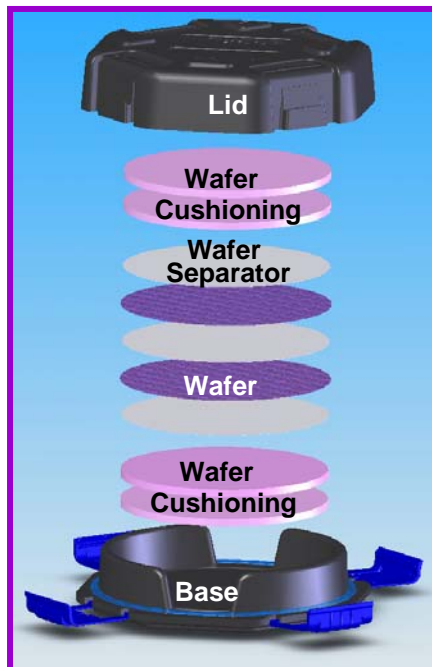 Lid
Wafer
Cushioning
Wafer
Separator
Wafer
Wafer
Cushioning
Base